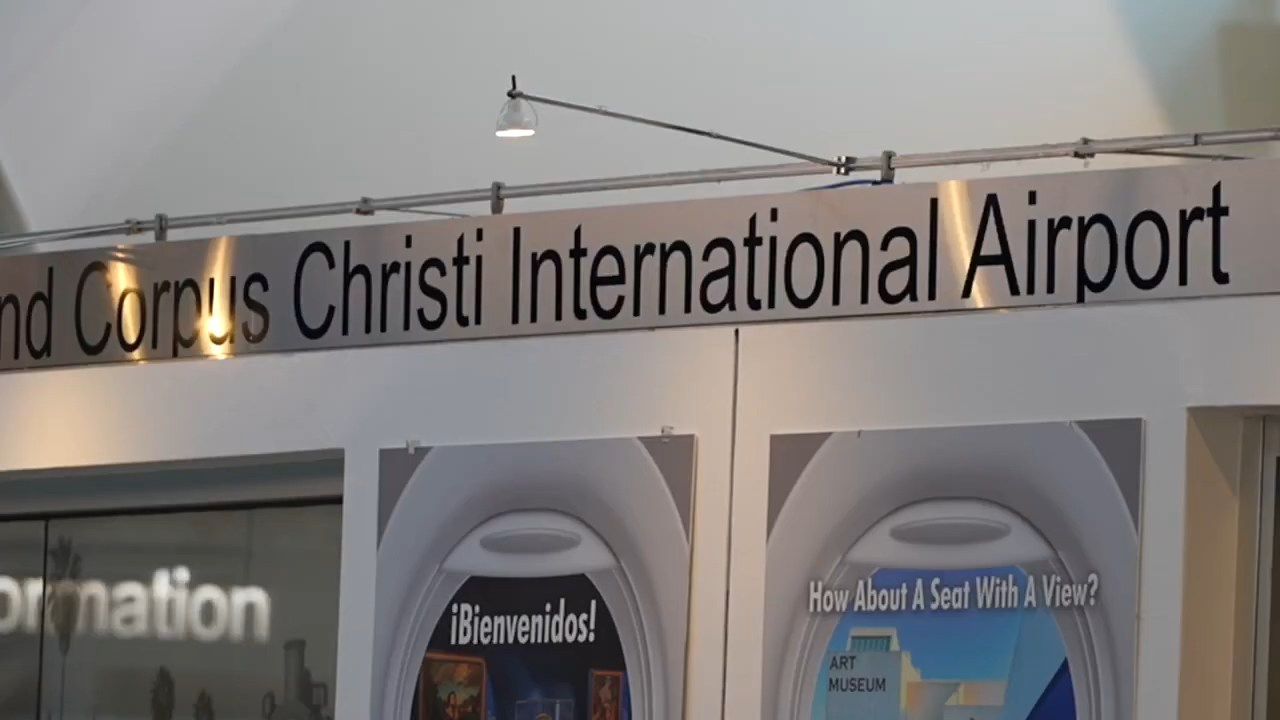 nd Corpus Christi International Airport
ormation
¡Bienvenidos!
How About A Seat With A View?
ART
MUSEUM